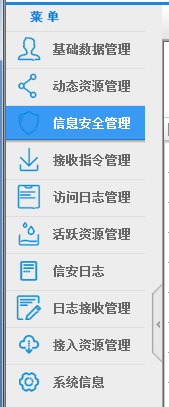 菜单
基础数据管理
动态资源管理
信息安全管理
接收指令管理
访问日志管理
活跃资源管理
信安日志
日志接收管理
接入资源管理
系统信息